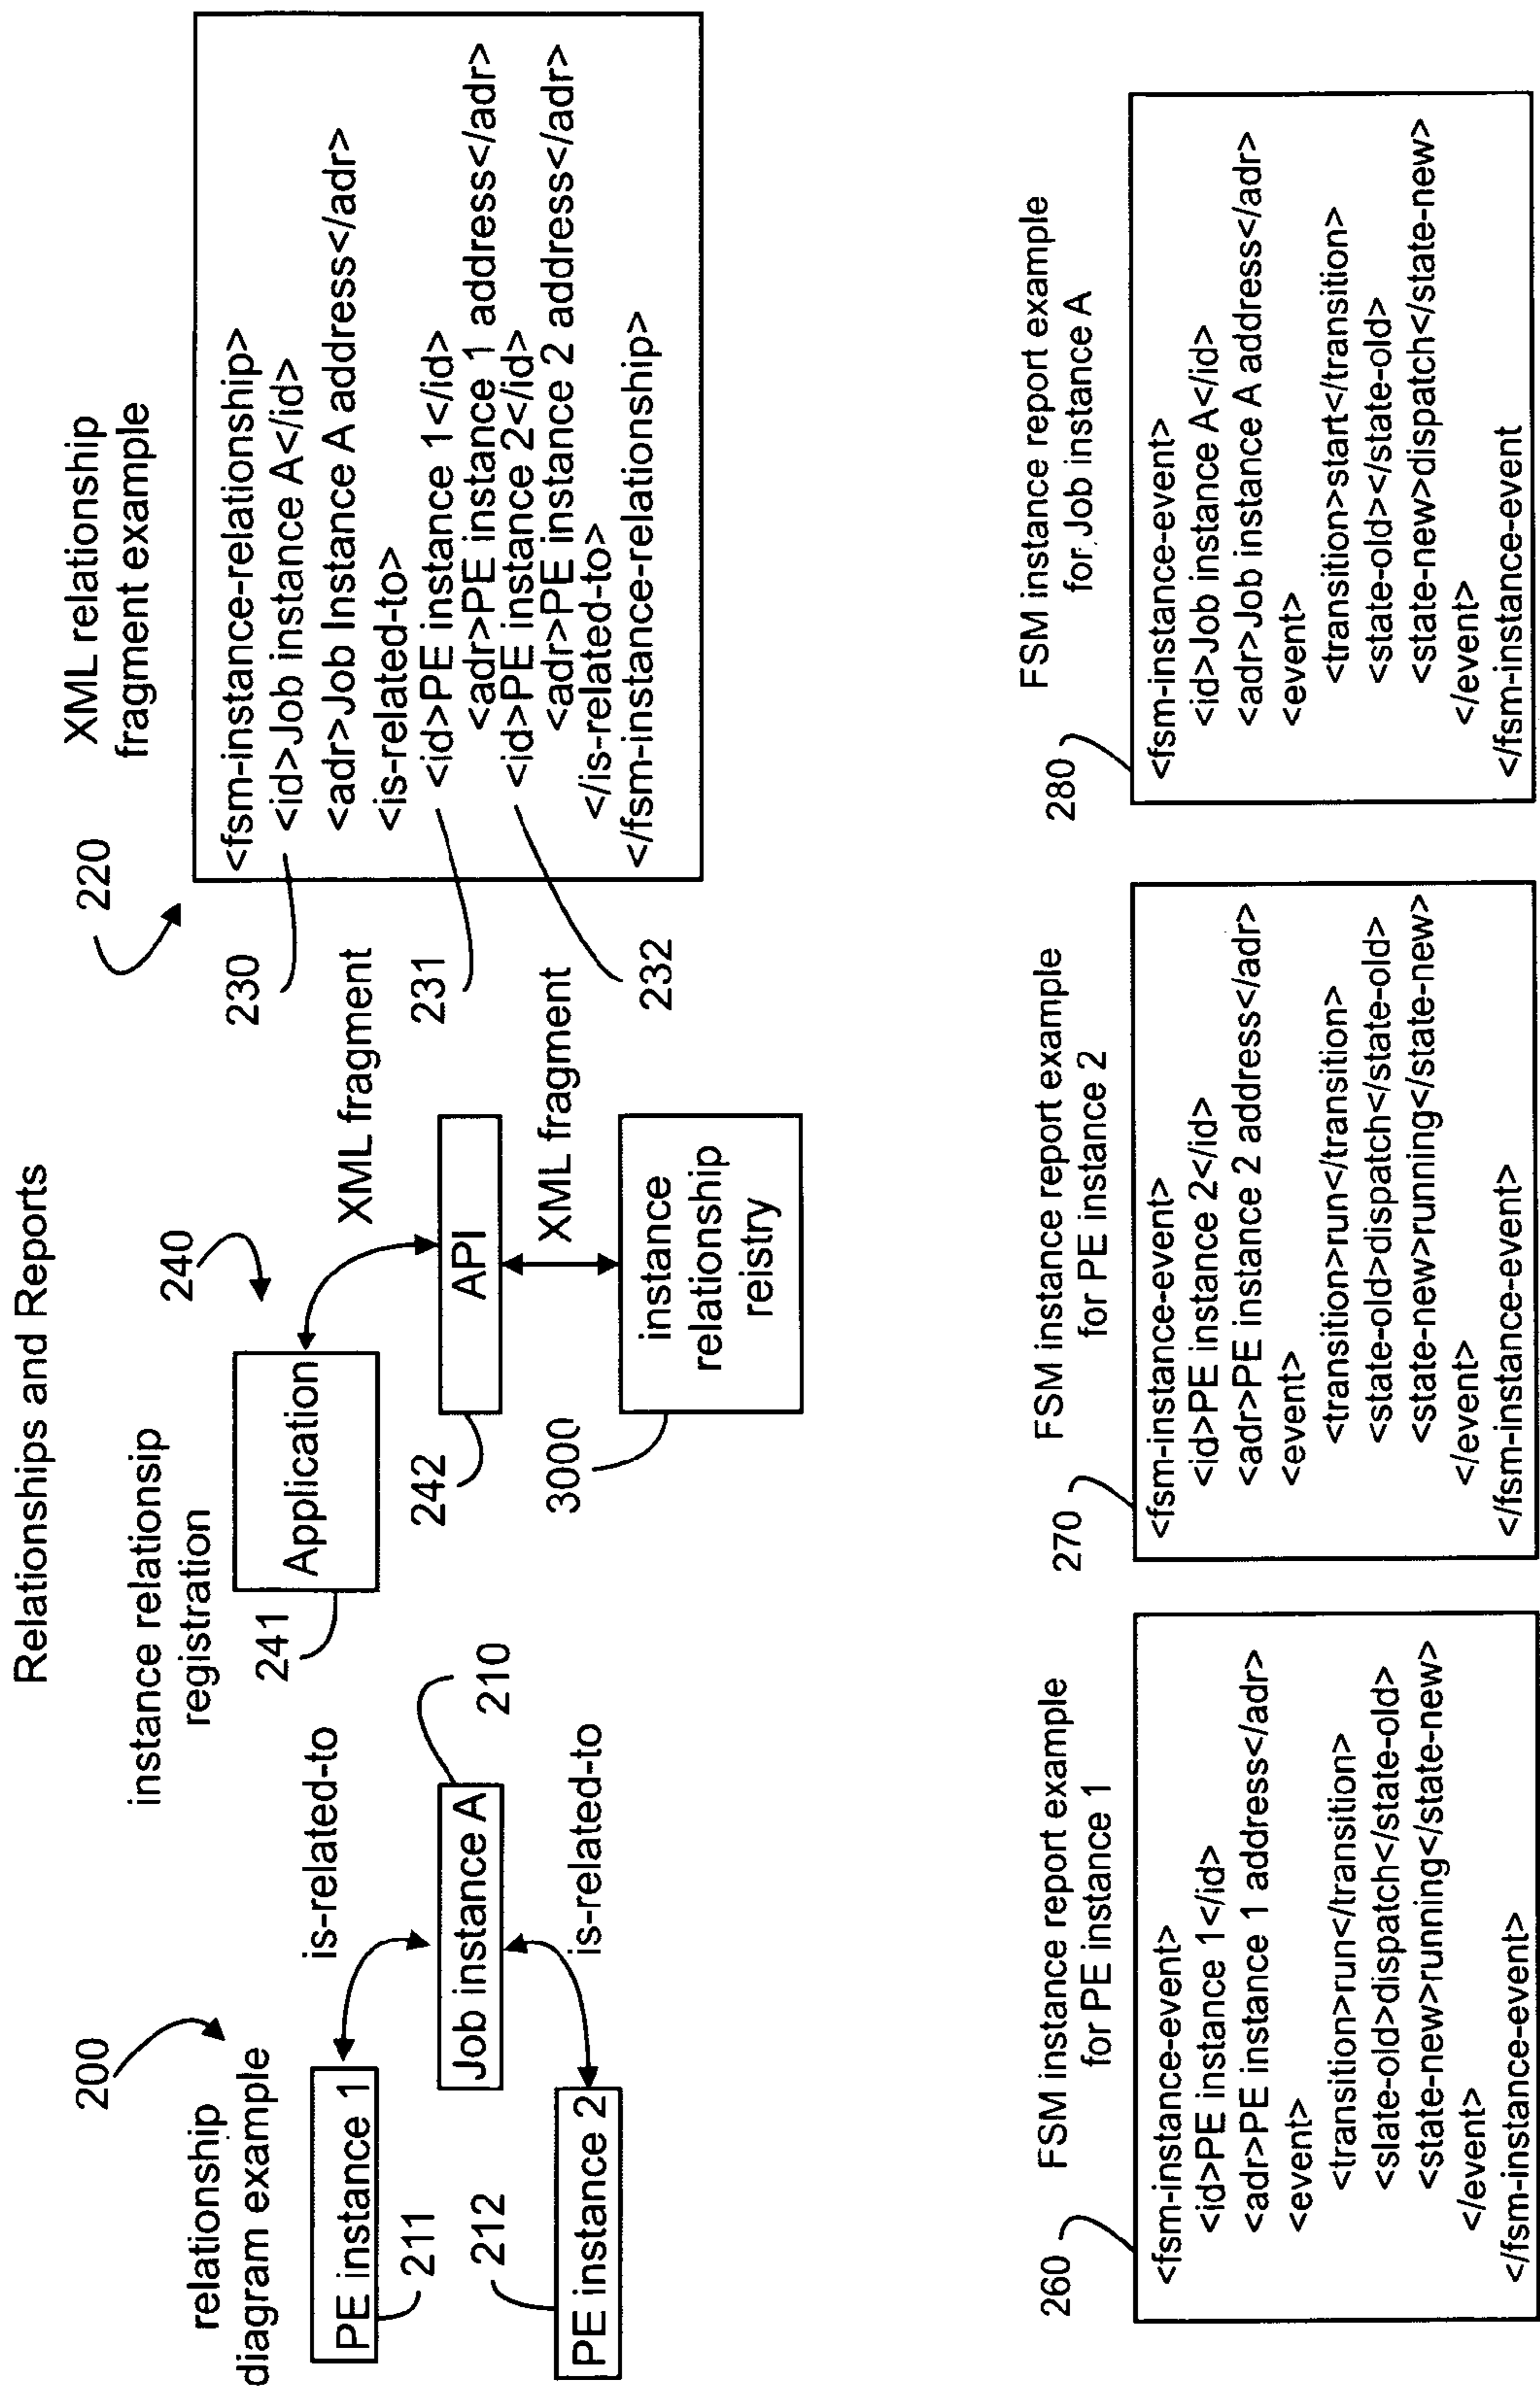 Relationships and Reports
relationship
diagram example
200
PE instance 1
211
PE instance 2
212
Job instance A
210
is-related-to
is-related-to
instance relationsip
registration
240
Application
241
XML fragment
API
242
XML fragment
instance
relationship
reistry
3000
XML relationship
fragment example
220
230
231
232
<fsm-instance-relationship>
<id>Job instance A</id>
<adr>Job Instance A address</adr>
<is-related-to>
<id>PE instance 1</id>
<adr>PE instance 1 address</adr>
<id>PE instance 2</id>
<adr>PE instance 2 address</adr>
</is-related-to>
</fsm-instance-relationship>
FSM instance report example
for PE instance 1
260
<fsm-instance-event>
<id>PE instance 1</id>
<adr>PE instance 1 address</adr>
<event>
<transition>run</transition>
<slate-old>dispatch</state-old>
<state-new>running</state-new>
</event>
</fsm-instance-event>
FSM instance report example
for PE instance 2
270
<fsm-instance-event>
<id>PE instance 2</id>
<adr>PE instance 2 address</adr>
<event>
<transition>run</transition>
<state-old>dispatch</state-old>
<state-new>running</state-new>
</event>
</fsm-instance-event>
FSM instance report example
for Job instance A
280
<fsm-instance-event>
<id>Job instance A</id>
<adr>Job instance A address</adr>
<event>
<transition>start</transition>
<state-old></state-old>
<state-new>dispatch</state-new>
</event>
</fsm-instance-event